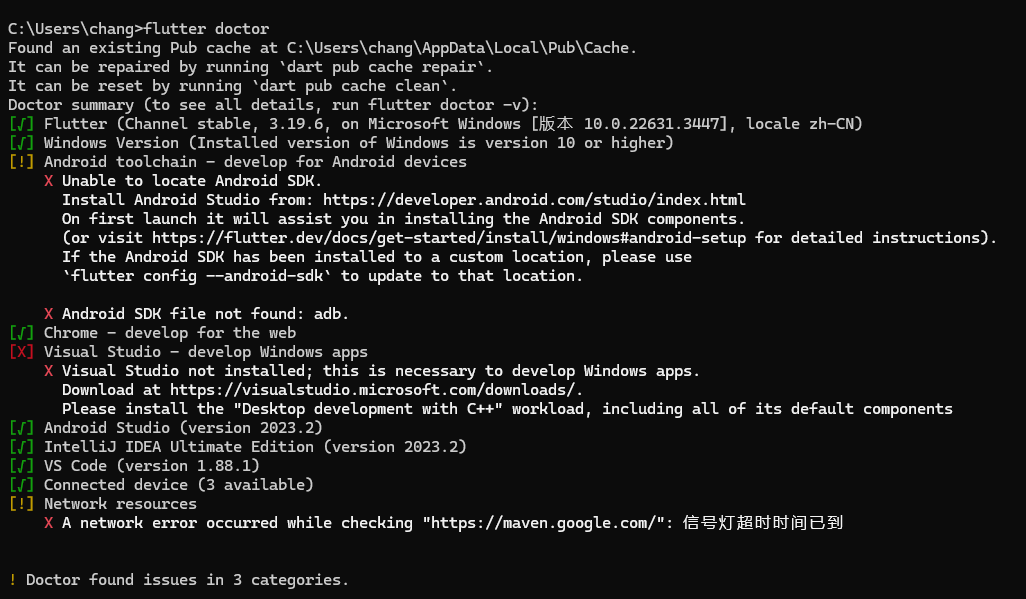 C:\Users\chang>flutter doctor
Found an existing Pub cache at C:\Users\chang\AppData\Local\Pub\Cache.
It can be repaired by running `dart pub cache repair`.
It can be reset by running `dart pub cache clean`.
Doctor summary (to see all details, run flutter doctor -v):
[√] Flutter (Channel stable, 3.19.6, on Microsoft Windows [版本 10.0.22631.3447], locale zh-CN)
[√] Windows Version (Installed version of Windows is version 10 or higher)
[!] Android toolchain - develop for Android devices
X Unable to locate Android SDK.
Install Android Studio from: https://developer.android.com/studio/index.html
On first launch it will assist you in installing the Android SDK components.
(or visit https://flutter.dev/docs/get-started/install/windows#android-setup for detailed instructions).
If the Android SDK has been installed to a custom location, please use
`flutter config --android-sdk` to update to that location.
X Android SDK file not found: adb.
[√] Chrome - develop for the web
[X] Visual Studio - develop Windows apps
X Visual Studio not installed; this is necessary to develop Windows apps.
Download at https://visualstudio.microsoft.com/downloads/.
Please install the "Desktop development with C++" workload, including all of its default components
[√] Android Studio (version 2023.2)
[√] IntelliJ IDEA Ultimate Edition (version 2023.2)
[√] VS Code (version 1.88.1)
[√] Connected device (3 available)
[!] Network resources
X A network error occurred while checking "https://maven.google.com/": 信号灯超时时间已到
! Doctor found issues in 3 categories.